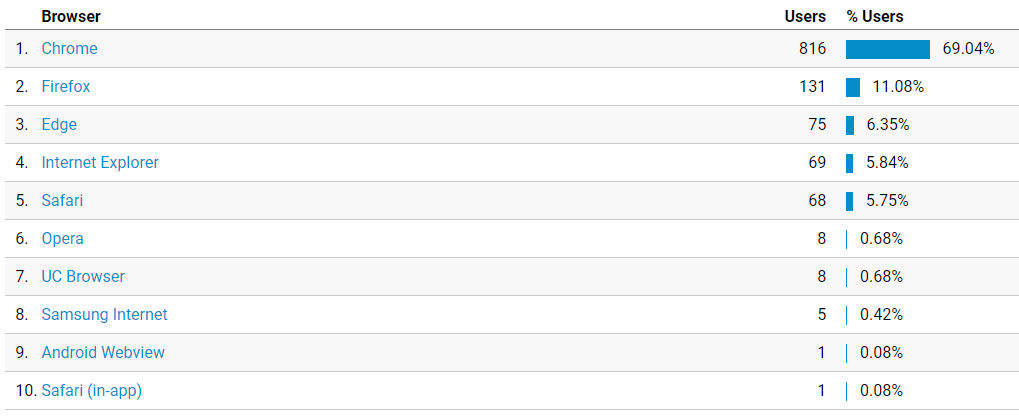 Browser Users % Users
1. Chrome 816 69.04%
2. Firefox 131 11.08%
3. Edge 75 6.35%
4. Internet Explorer 69 5.84%
5. Safari 68 5.75%
6. Opera 8 0.68%
7. UC Browser 8 0.68%
8. Samsung Internet 5 0.42%
9. Android Webview 1 0.08%
10. Safari (in-app) 1 0.08%